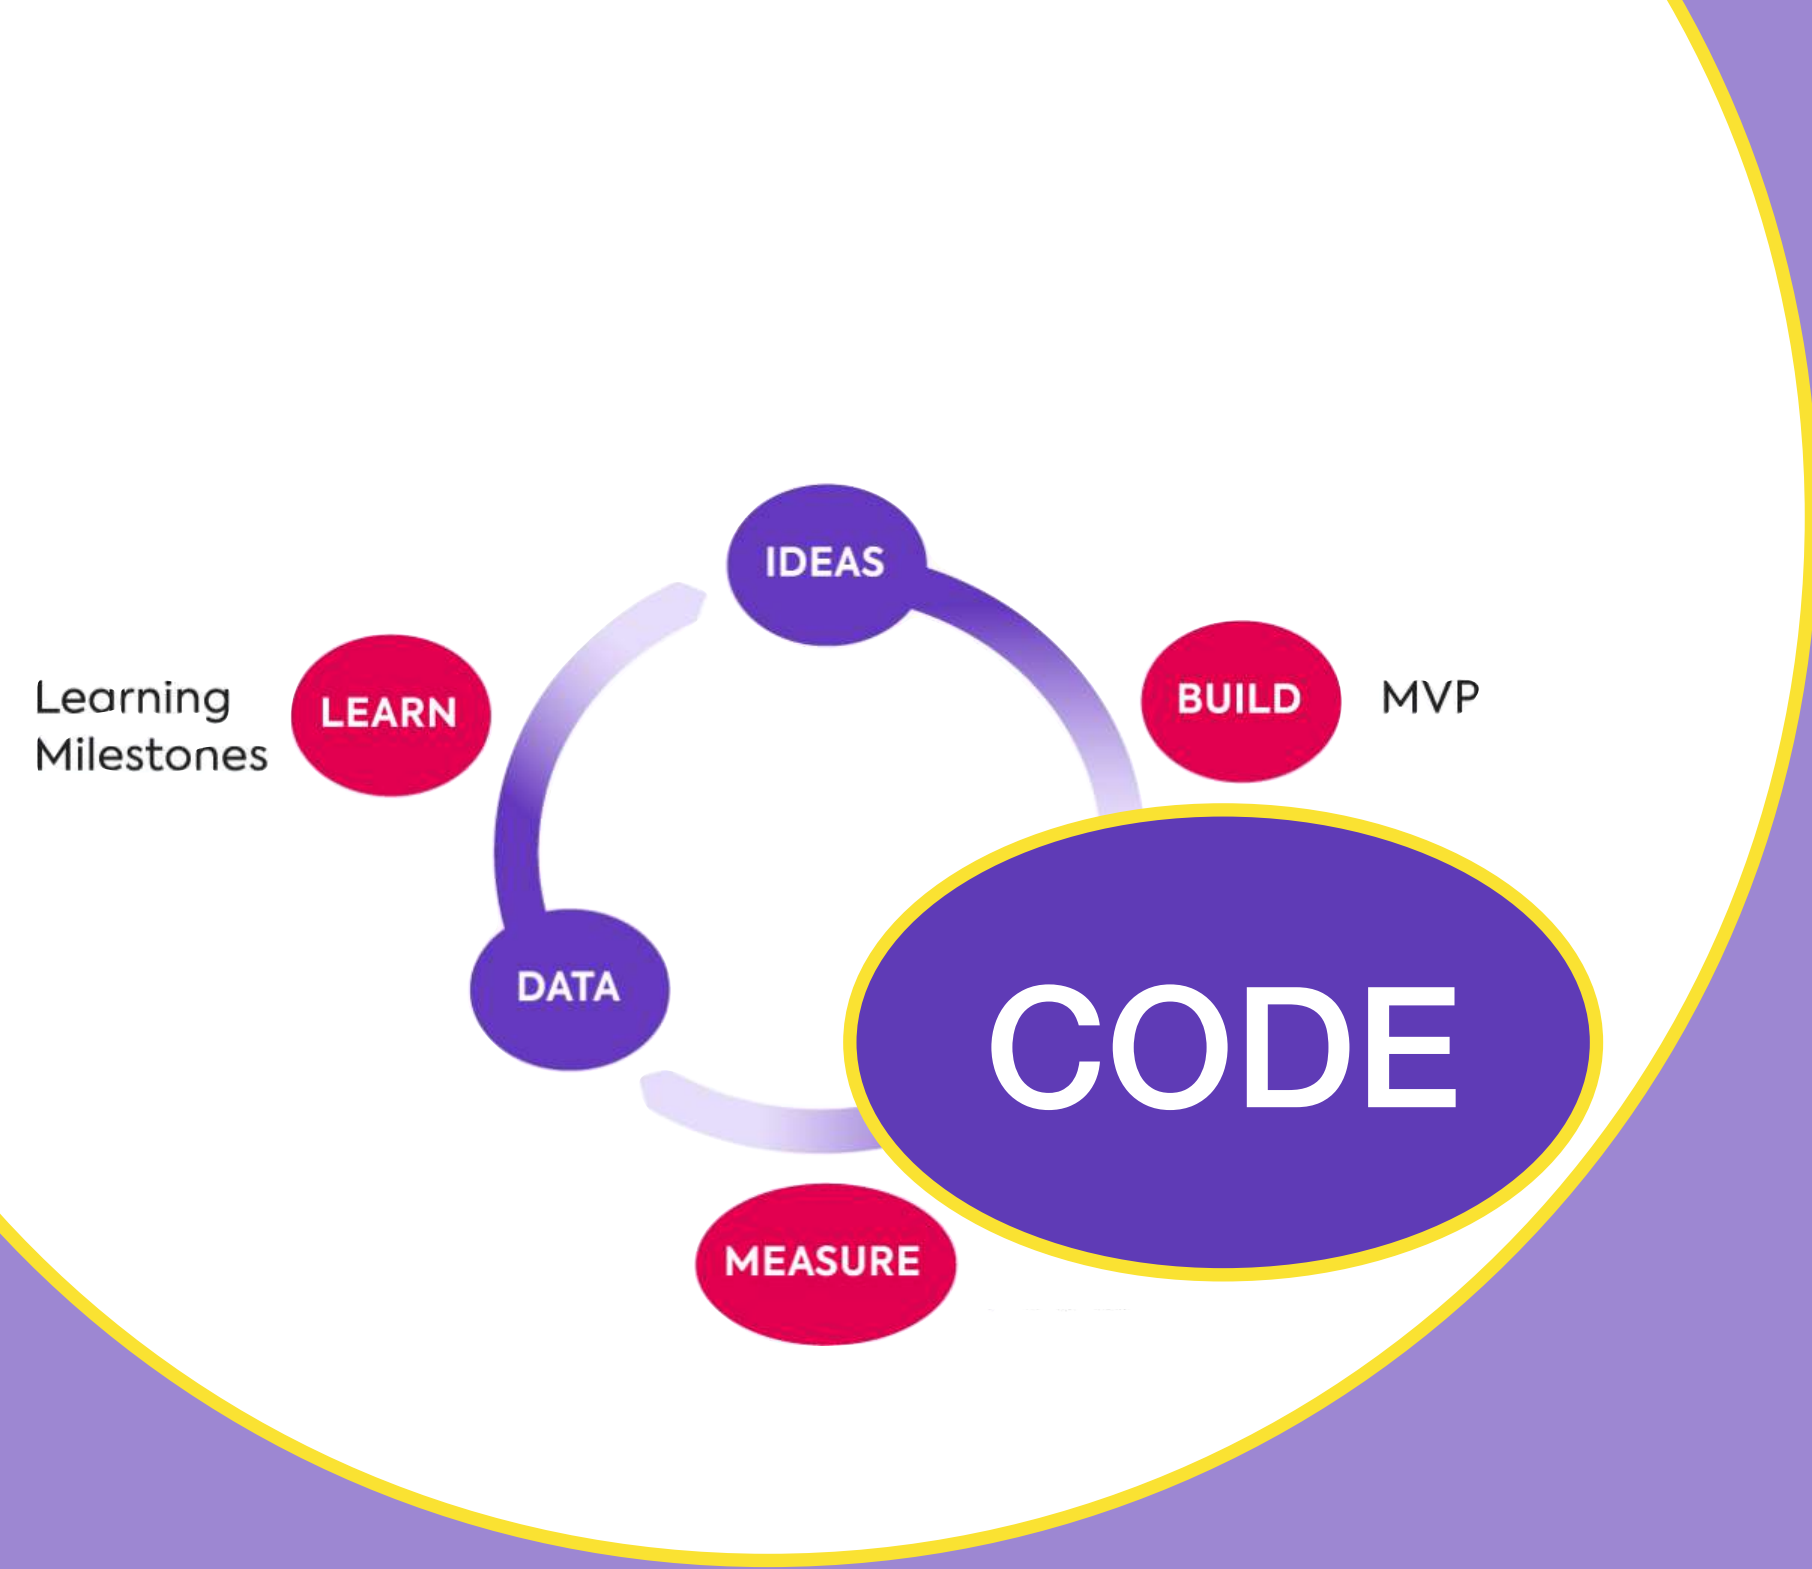 IDEAS
BUILD
MVP
Learning
Milestones
LEARN
DATA
CODE
MEASURE